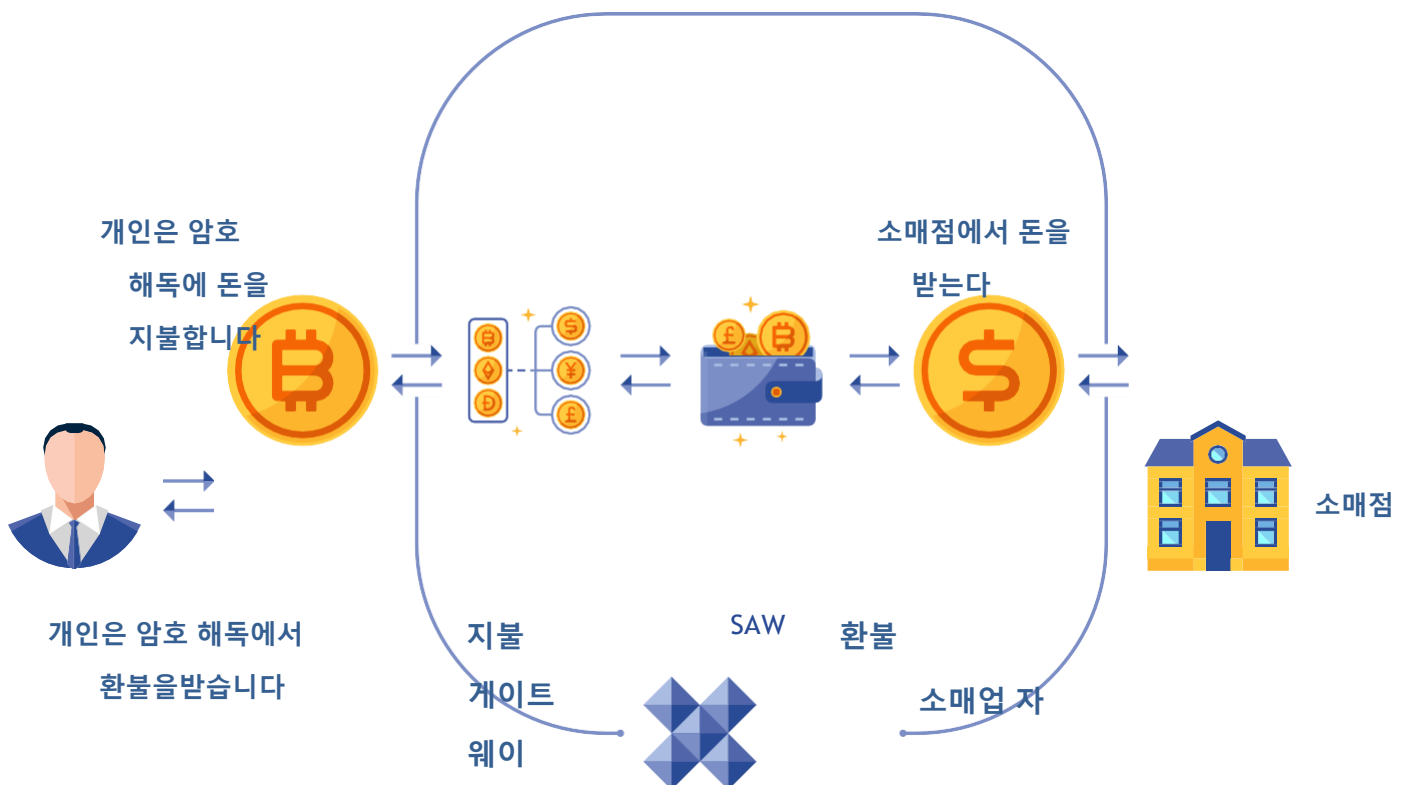 개인은 암호
해독에 돈을
지불합니다
소매점에서 돈을
받는다
소매점
개인은 암호 해독에서
환불을받습니다
지불
게이트
웨이
SAW
환불
소매업 자